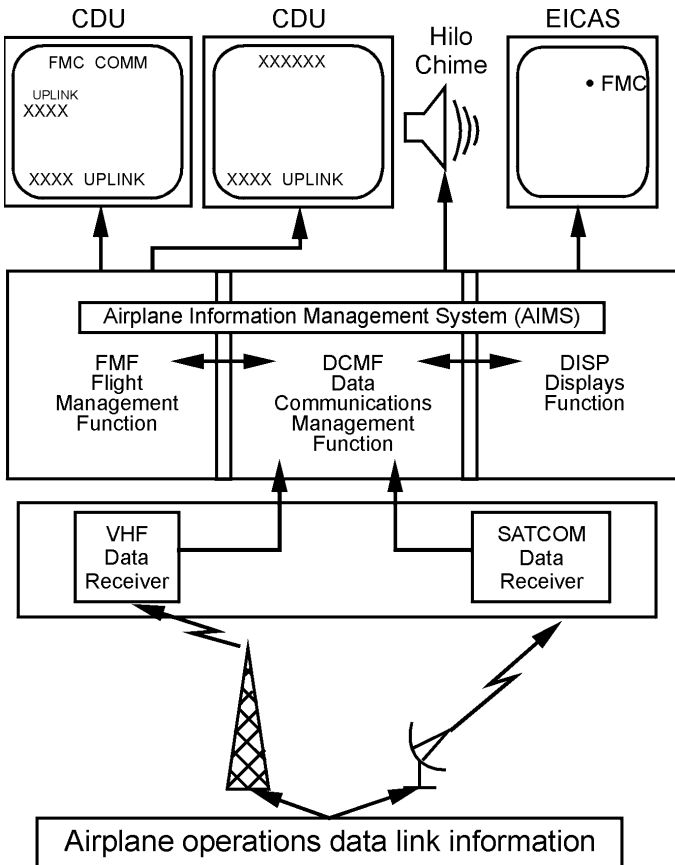 CDU
FMC COMM
UPLINK
XXXX
XXXX UPLINK
CDU
XXXXXX
XXXX UPLINK
Hilo
Chime
EICAS
• FMC
Airplane Information Management System (AIMS)
FMF
Flight
Management
Function
DCMF
Data
Communications
Management
Function
DISP
Displays
Function
VHF
Data
Receiver
SATCOM
Data
Receiver
Airplane operations data link information